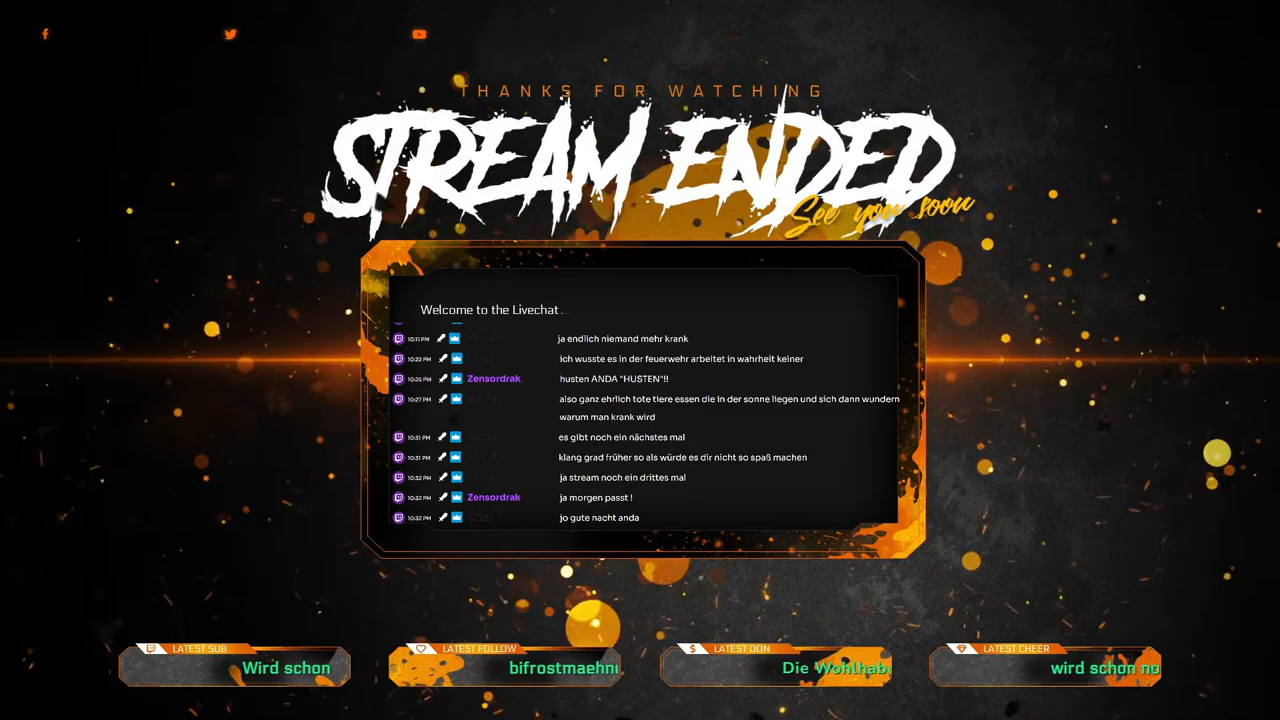 THANKS FOR WATCHING
STREAM ENDED
See you soon
Welcome to the Livechat .
10:11 PM ja endlich niemand mehr krank
10:22 PM ich wusste es in der feuerwehr arbeitet in wahrheit keiner
10:25 PM Zensordrak husten ANDA "HUSTEN"!!
10:27 PM also ganz ehrlich tote tiere essen die in der sonne liegen und sich dann wundern
warum man krank wird
10:31 PM es gibt noch ein nächstes mal
10:31 PM klang grad früher so als würde es dir nicht so spaß machen
10:32 PM ja stream noch ein drittes mal
10:32 PM Zensordrak ja morgen passt !
10:32 PM jo gute nacht anda
LATEST SUB
Wird schon
LATEST FOLLOW
bifrostmaehn
LATEST DON
Die Wohlhab
LATEST CHEER
wird schon no